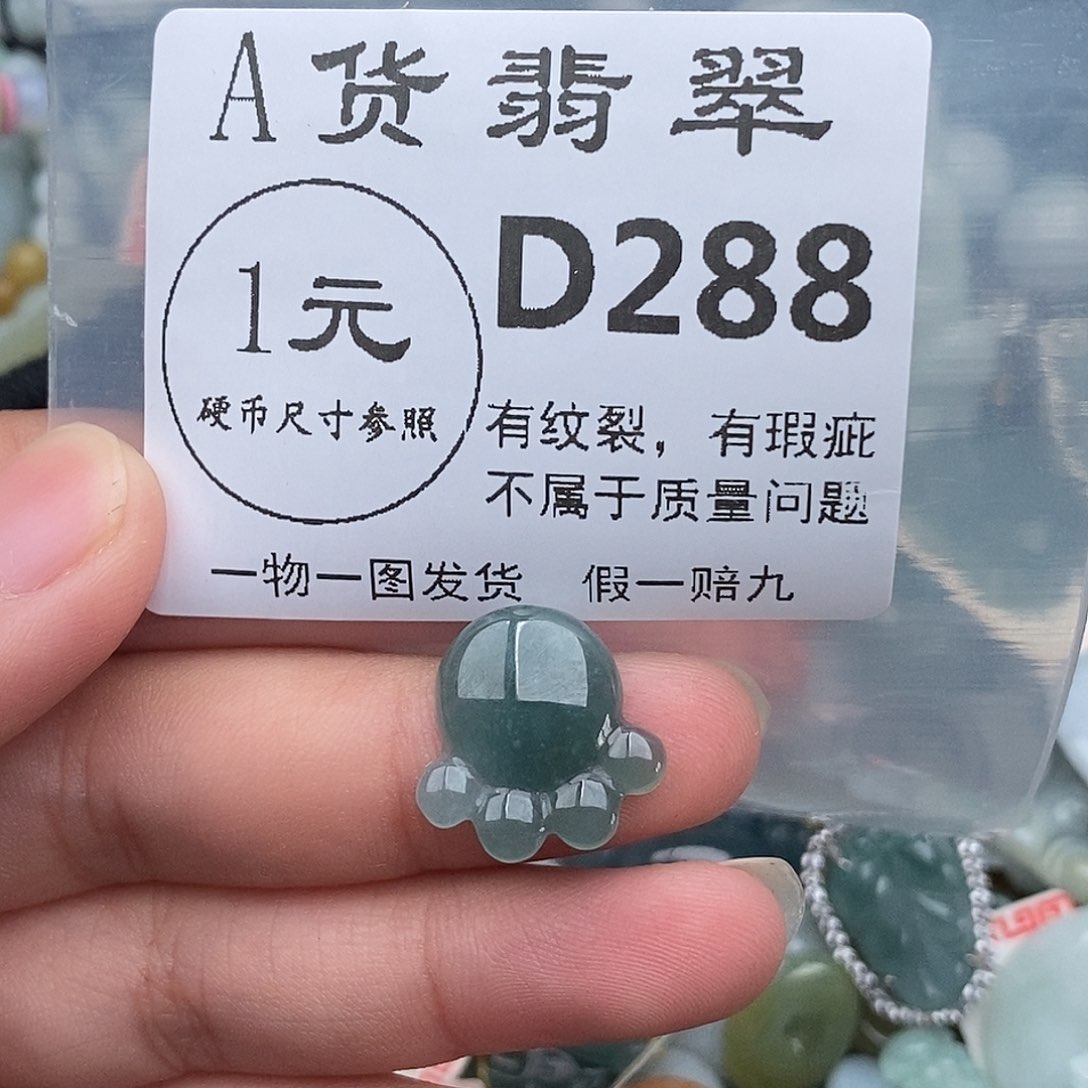 A货翡翠
1元
硬币尺寸参照
D288
有纹裂，有瑕疵
不属于质量问题
一物一图发货 假一赔九